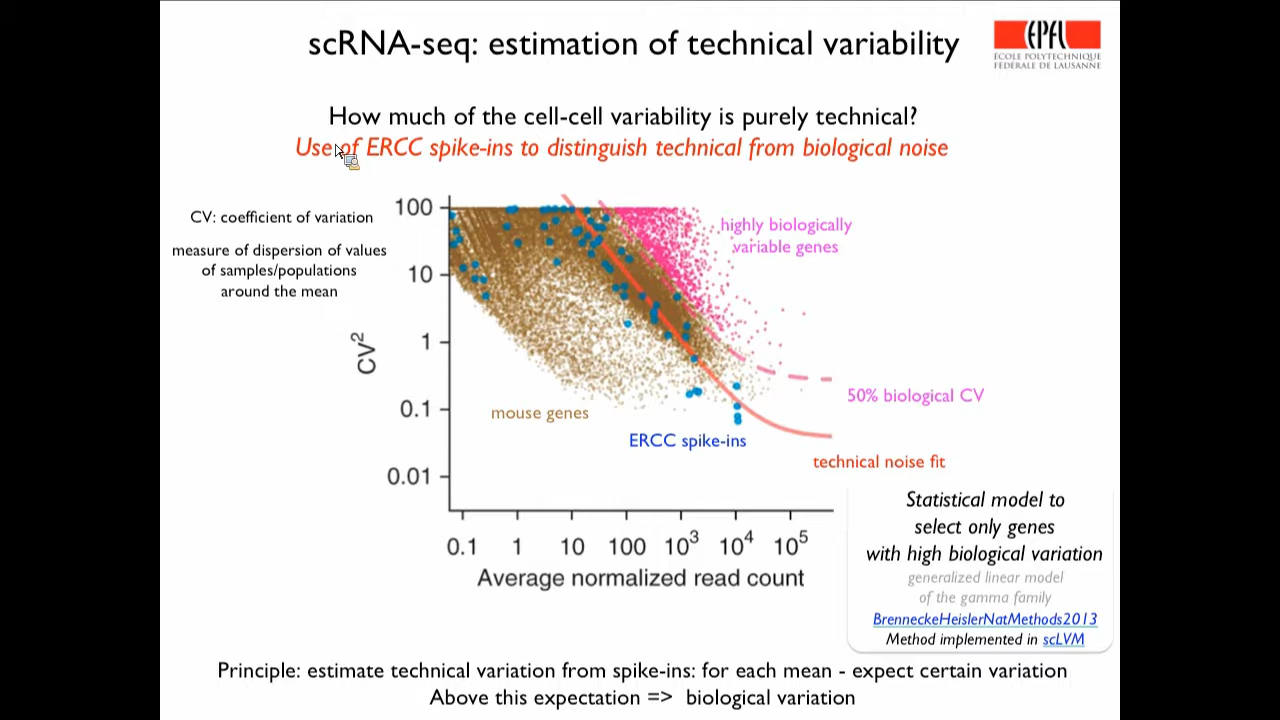 scRNA-seq: estimation of technical variability
EPFL
ÉCOLE POLYTECHNIQUE
FÉDÉRALE DE LAUSANNE
How much of the cell-cell variability is purely technical?
Use of ERCC spike-ins to distinguish technical from biological noise
CV: coefficient of variation
measure of dispersion of values
of samples/populations
around the mean
100
10
1
0.1
0.01
CV²
highly biologically
variable genes
mouse genes
ERCC spike-ins
50% biological CV
technical noise fit
0.1 1 10 100 10³ 10⁴ 10⁵
Average normalized read count
Statistical model to
select only genes
with high biological variation
generalized linear model
of the gamma family
BrenneckeHeislerNatMethods2013
Method implemented in scLVM
Principle: estimate technical variation from spike-ins: for each mean - expect certain variation
Above this expectation => biological variation